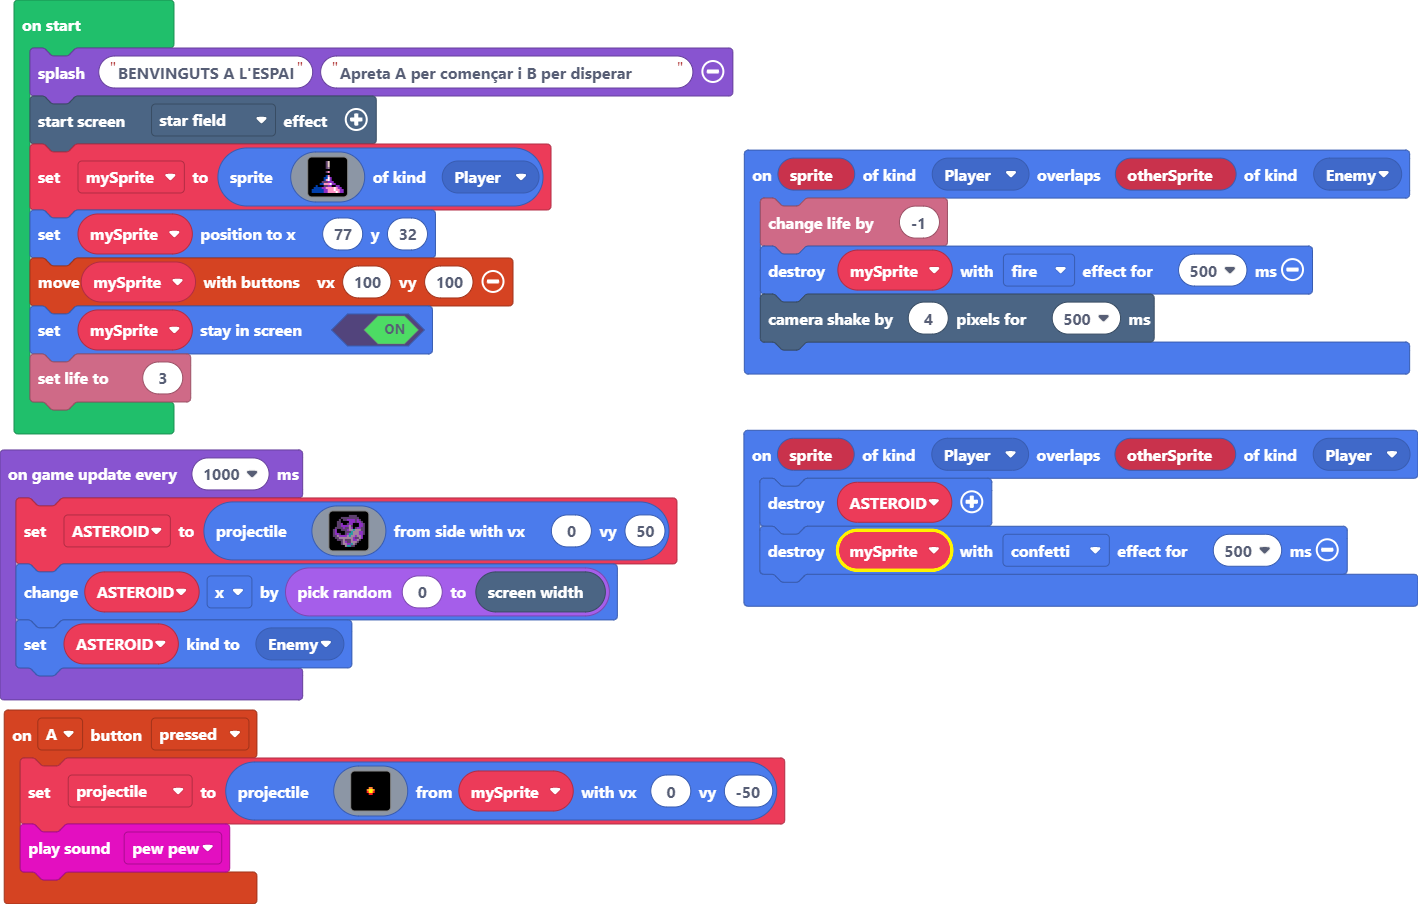 on start
splash "BENVINGUTS A L'ESPAI" "Apreta A per començar i B per disperar"
start screen star field effect
set mySprite to sprite of kind Player
set mySprite position to x 77 y 32
move mySprite with buttons vx 100 vy 100
set mySprite stay in screen ON
set life to 3
on game update every 1000 ms
set ASTEROID to projectile from side with vx 0 vy 50
change ASTEROID x by pick random 0 to screen width
set ASTEROID kind to Enemy
on A button pressed
set projectile to projectile from mySprite with vx 0 vy -50
play sound pew pew
on sprite of kind Player overlaps otherSprite of kind Enemy
change life by -1
destroy mySprite with fire effect for 500 ms
camera shake by 4 pixels for 500 ms
on sprite of kind Player overlaps otherSprite of kind Player
destroy ASTEROID
destroy mySprite with confetti effect for 500 ms